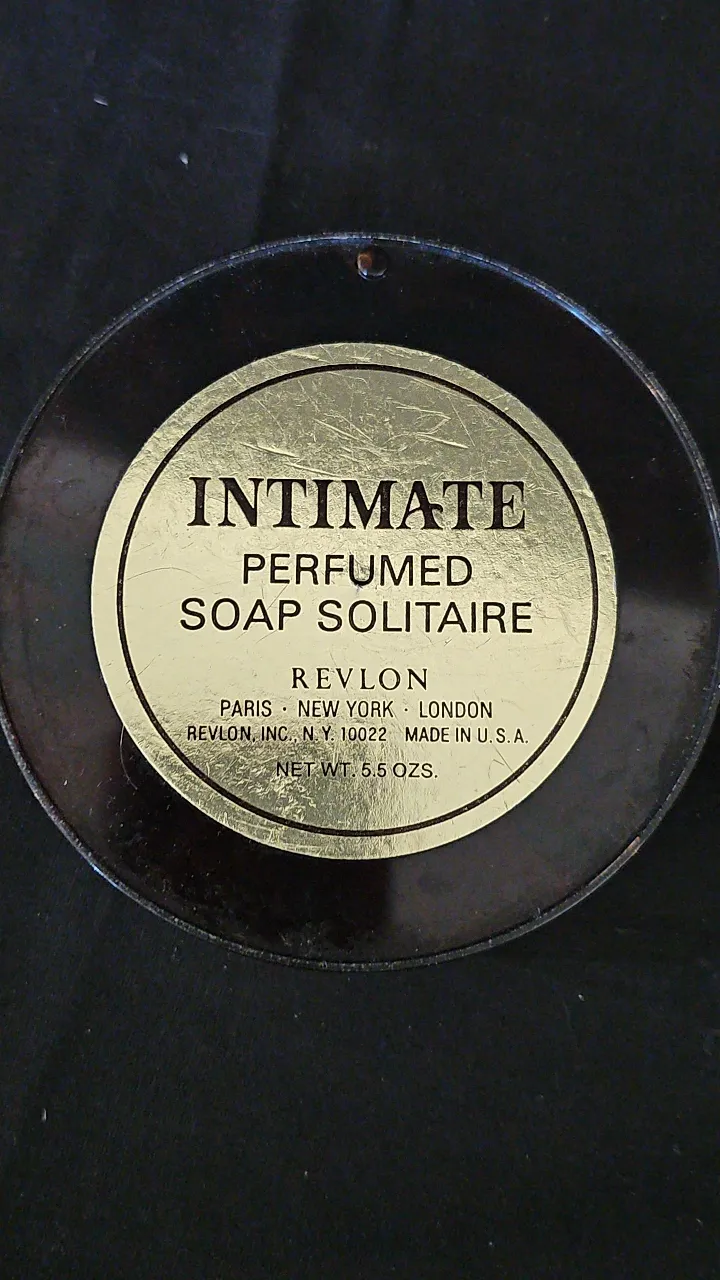 INTIMATE
PERFUMED
SOAP SOLITAIRE
REVLON
PARIS · NEW YORK · LONDON
REVLON, INC., N.Y. 10022 MADE IN U.S.A.
NET WT. 5.5 OZS.